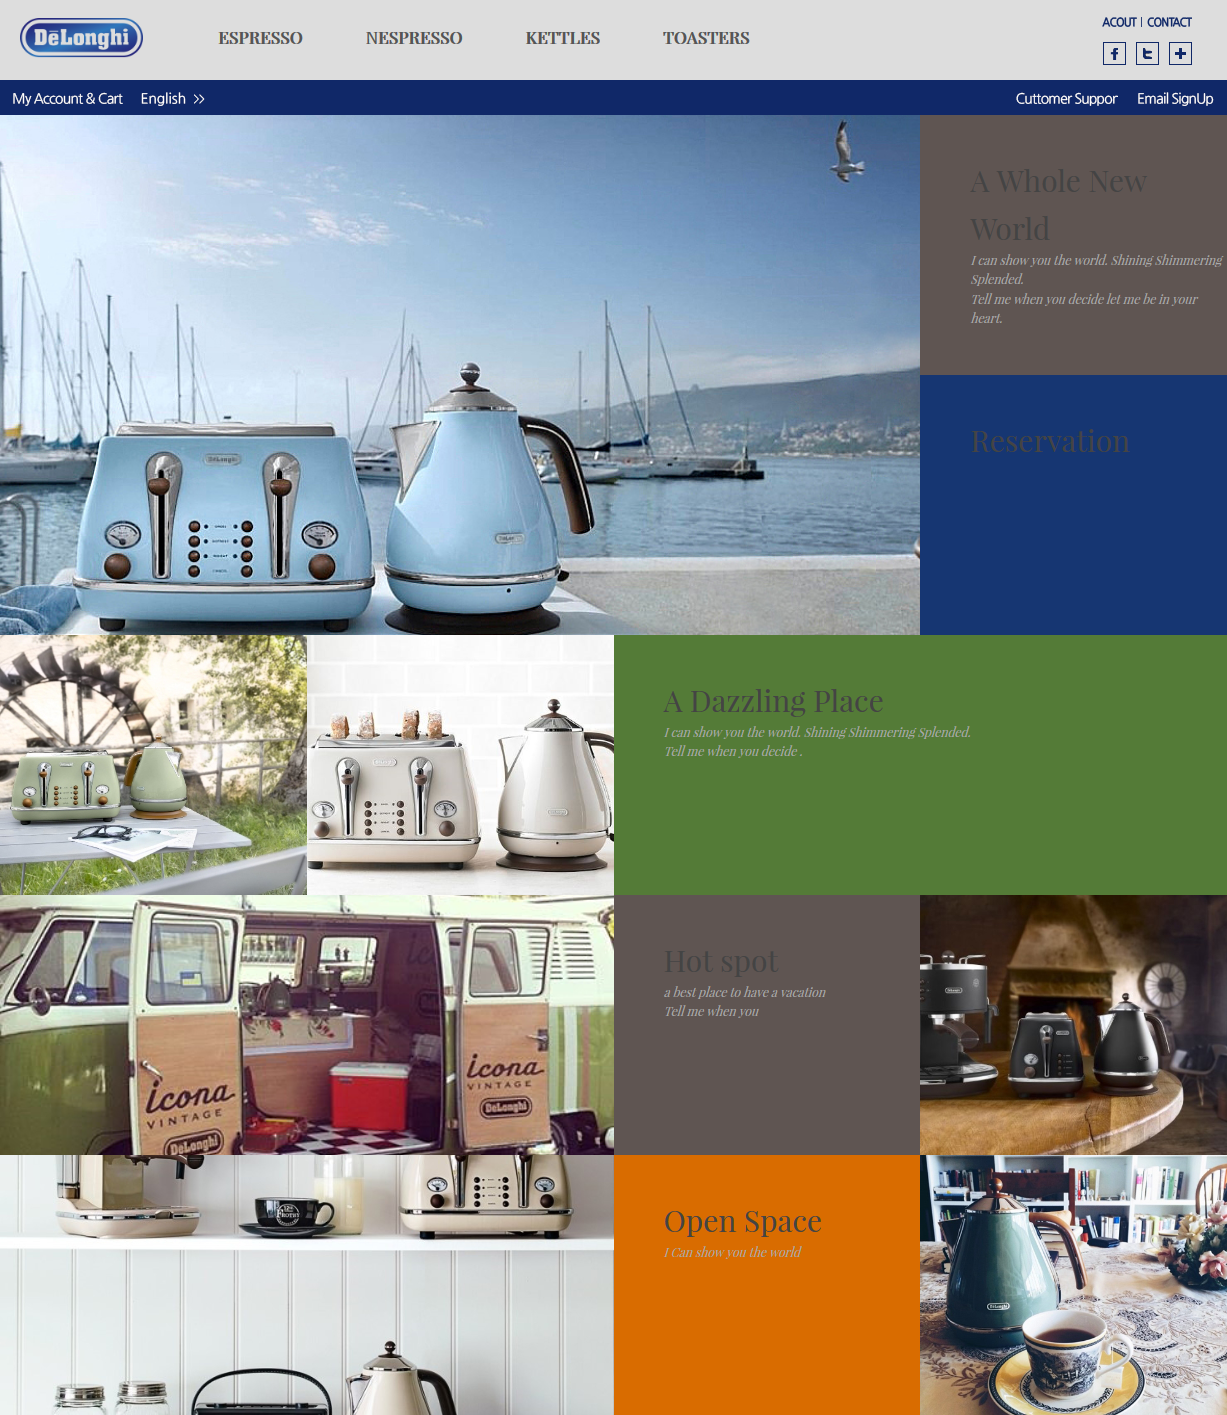 DeLonghi
ESPRESSO
NESPRESSO
KETTLES
TOASTERS
ACOUT | CONTACT
My Account & Cart
English
Cuttomer Suppor
Email SignUp
A Whole New
World
I can show you the world. Shining Shimmering
Splended.
Tell me when you decide let me be in your
heart.
DeLonghi
DeLonghi
Reservation
A Dazzling Place
I can show you the world. Shining Shimmering Splended.
Tell me when you decide .
icona
VINTAGE
DeLonghi
icona
VINTAGE
DeLonghi
Hot spot
a best place to have a vacation
Tell me when you
Open Space
I Can show you the world
DeLonghi